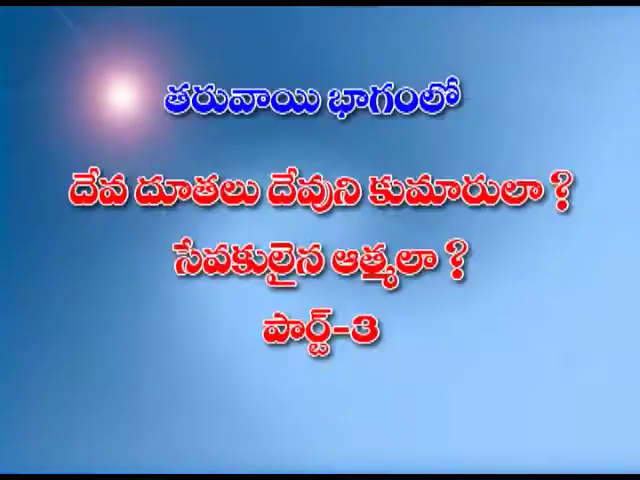 తరువాయి భాగంలో
దేవ దూతలు దేవుని కుమారులా ?
సేవకులైన ఆత్మలా ?
పార్ట్-3